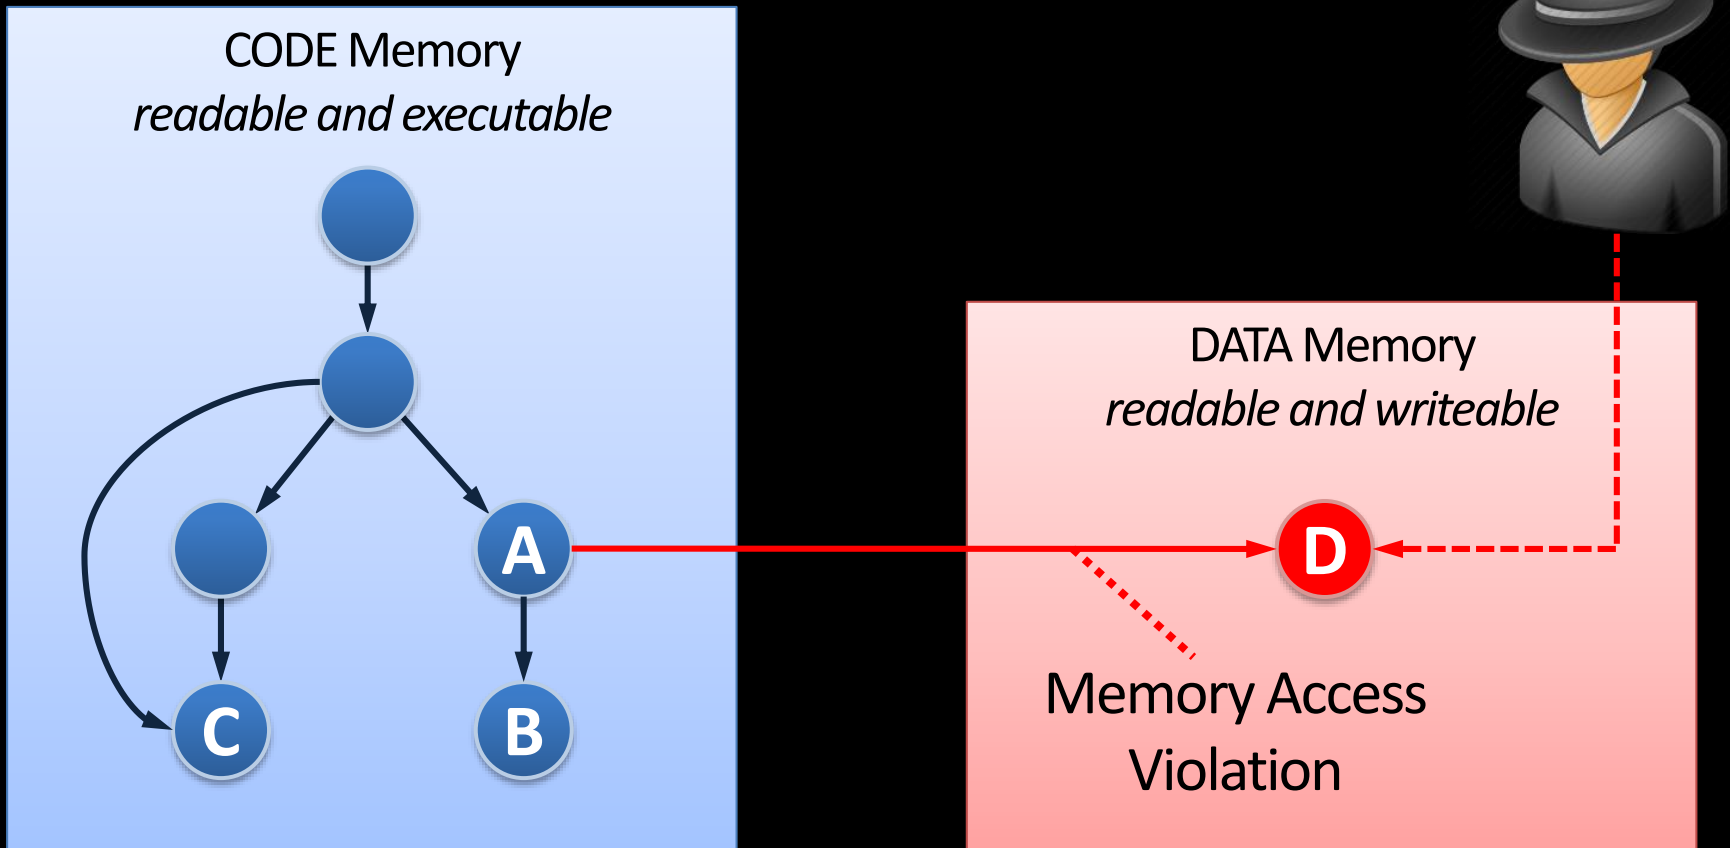 CODE Memory
readable and executable
DATA Memory
readable and writeable
A
D
C
B
Memory Access
Violation